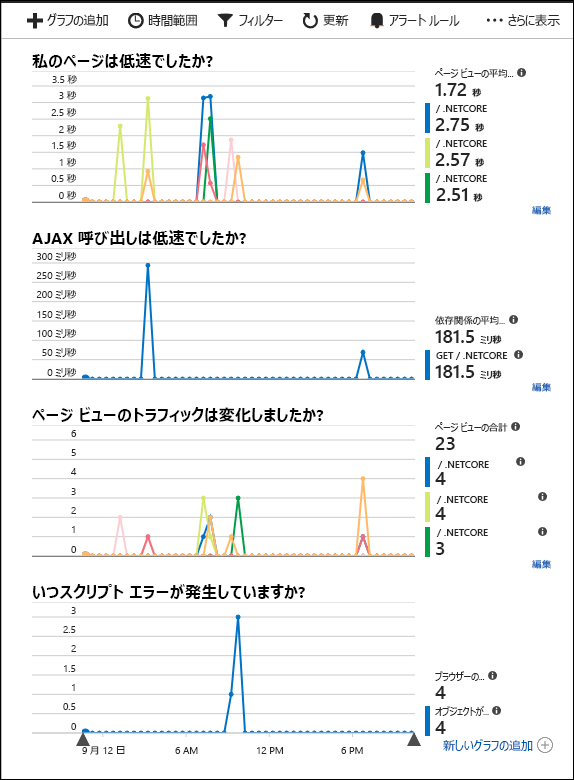 グラフの追加 時間範囲 フィルター 更新 アラート ルール さらに表示
私のページは低速でしたか?
3.5 秒
3 秒
2.5 秒
2 秒
1.5 秒
1 秒
0.5 秒
0 秒
ページ ビューの平均...
1.72 秒
/ .NETCORE
2.75 秒
/ .NETCORE
2.57 秒
/ .NETCORE
2.51 秒
編集
AJAX 呼び出しは低速でしたか?
300 ミリ秒
250 ミリ秒
200 ミリ秒
150 ミリ秒
100 ミリ秒
50 ミリ秒
0 ミリ秒
依存関係の平均...
181.5 ミリ秒
GET / .NETCORE
181.5 ミリ秒
編集
ページ ビューのトラフィックは変化しましたか?
6
5
4
3
2
1
0
ページ ビューの合計
23
/ .NETCORE
4
/ .NETCORE
4
/ .NETCORE
3
編集
いつスクリプト エラーが発生していますか?
3
2.5
2
1.5
1
0.5
0
ブラウザーの...
4
オブジェクトが...
4
9 月 12 日 6 AM 12 PM 6 PM
新しいグラフの追加